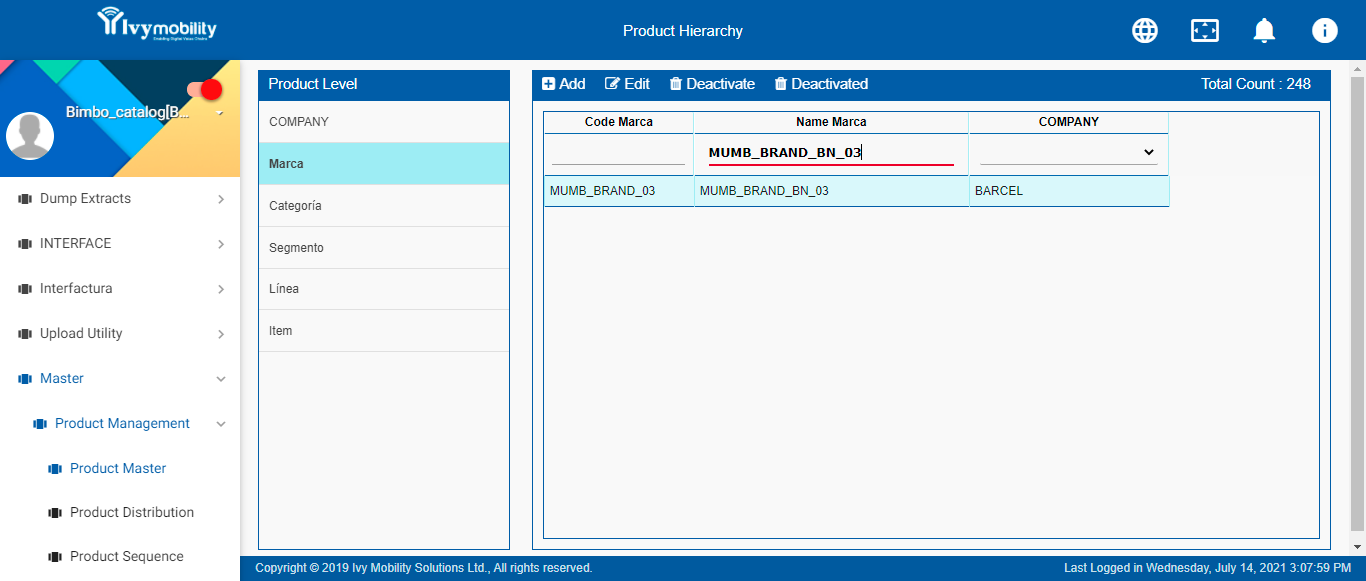 Ivymobility
Enabling Digital Value Chains
Product Hierarchy
Bimbo_catalog[B...
Dump Extracts
INTERFACE
Interfactura
Upload Utility
Master
Product Management
Product Master
Product Distribution
Product Sequence
Product Level
COMPANY
Marca
Categoría
Segmento
Línea
Item
Add Edit Deactivate Deactivated Total Count : 248
Code Marca Name Marca COMPANY
MUMB_BRAND_BN_03
MUMB_BRAND_03 MUMB_BRAND_BN_03 BARCEL
Copyright © 2019 Ivy Mobility Solutions Ltd., All rights reserved. Last Logged in Wednesday, July 14, 2021 3:07:59 PM